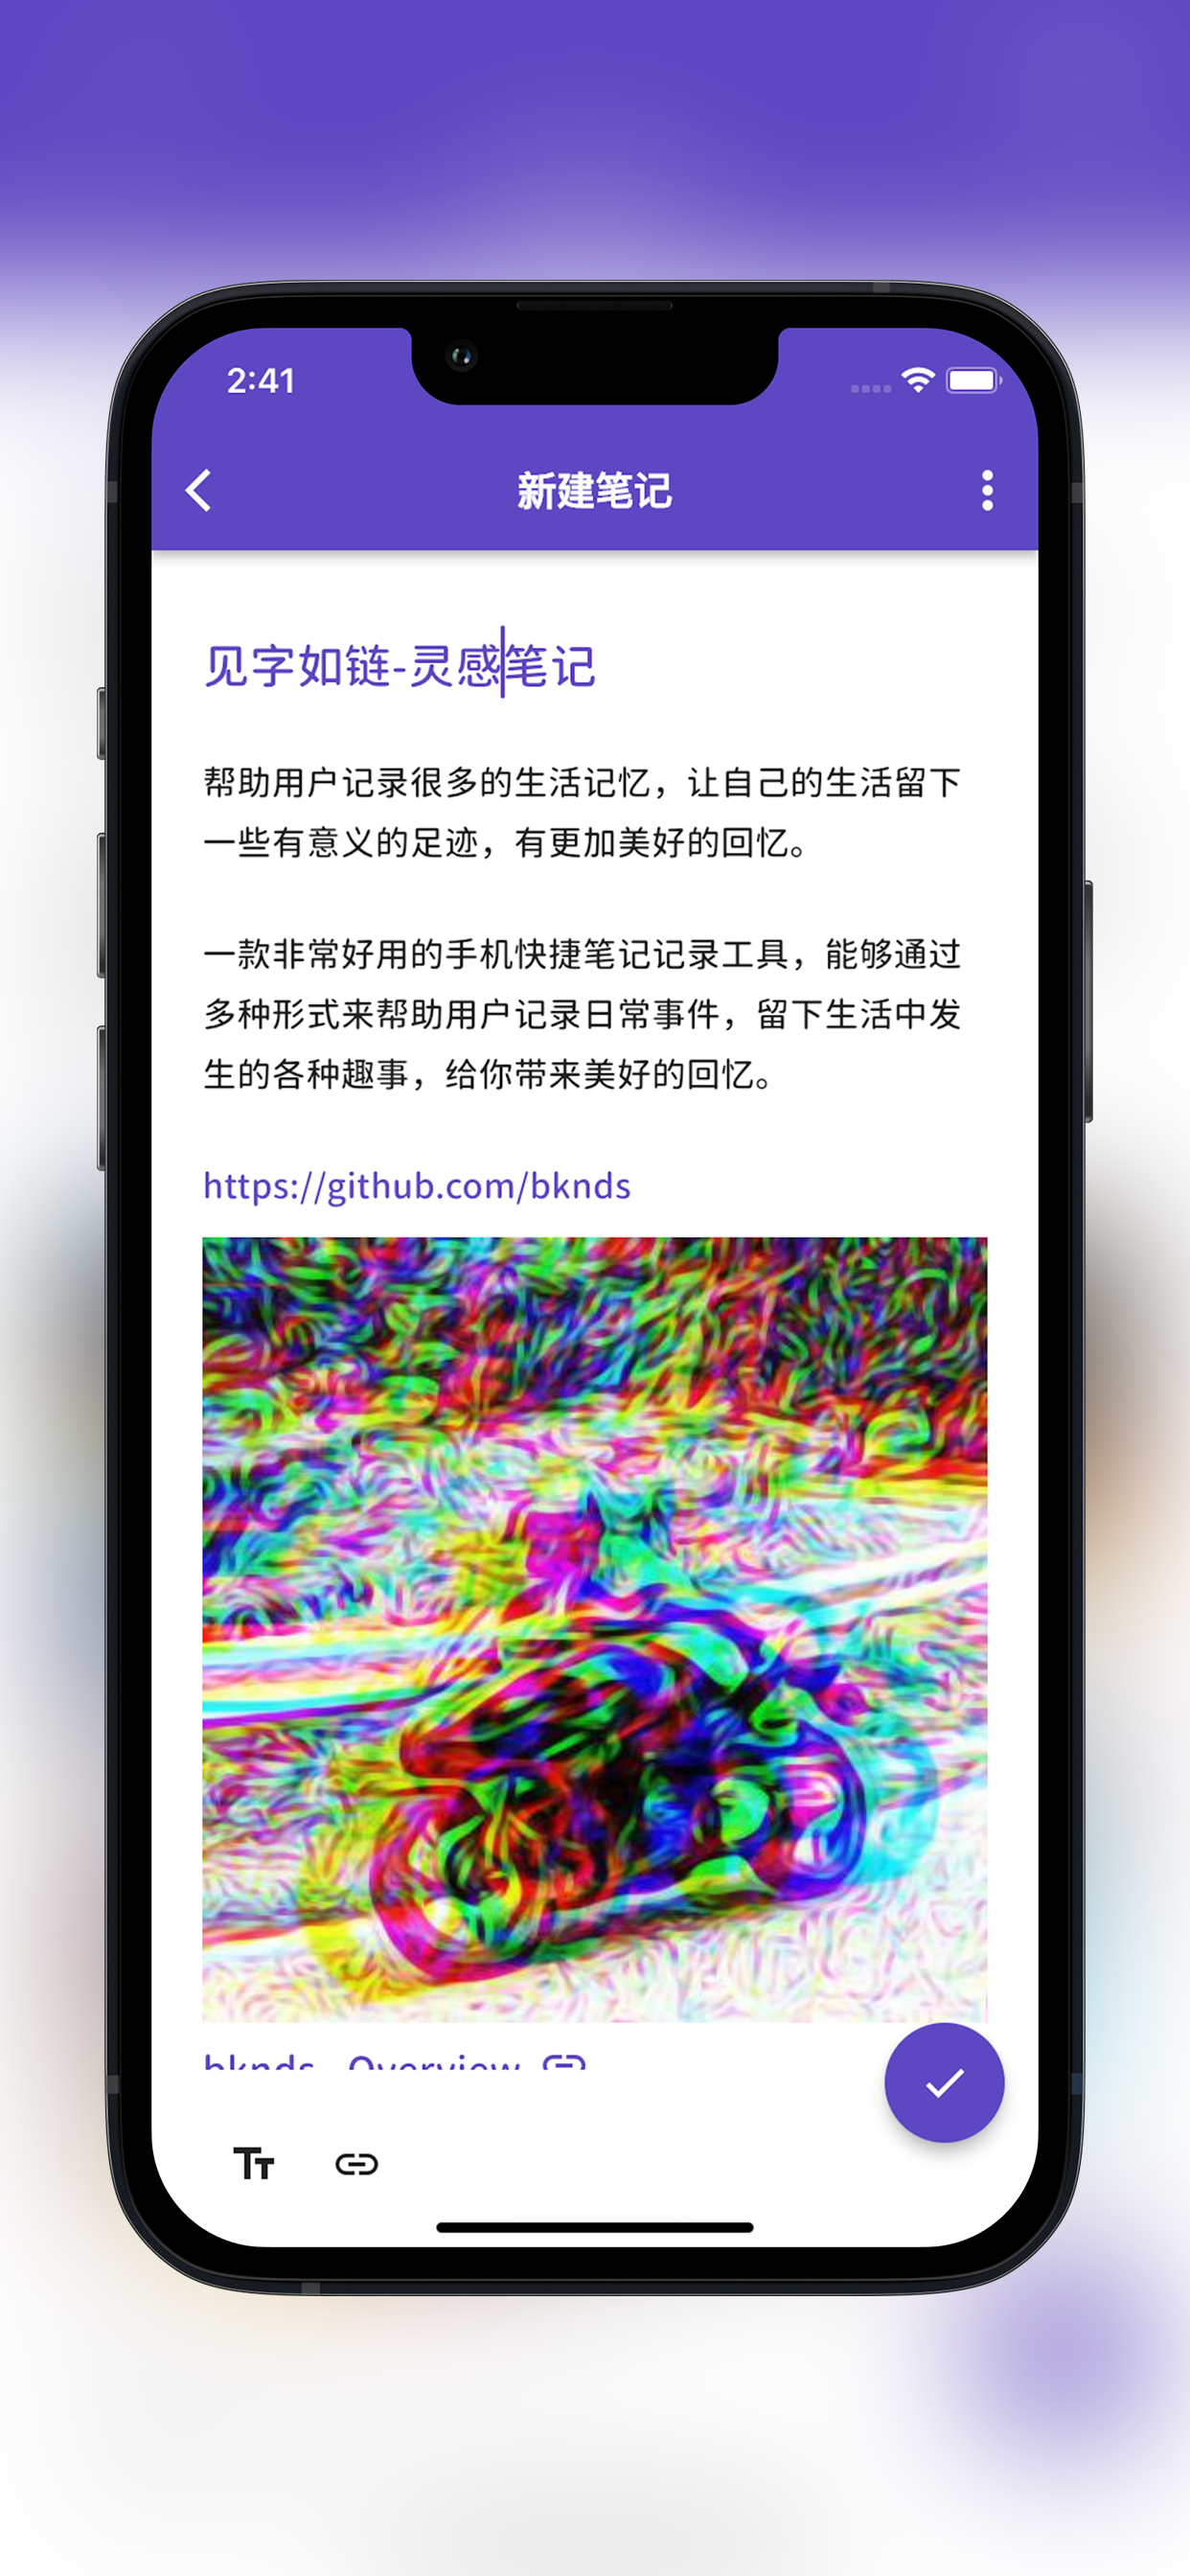 2:41
新建笔记
见字如链-灵感笔记
帮助用户记录很多的生活记忆，让自己的生活留下
一些有意义的足迹，有更加美好的回忆。
一款非常好用的手机快捷笔记记录工具，能够通过
多种形式来帮助用户记录日常事件，留下生活中发
生的各种趣事，给你带来美好的回忆。
https://github.com/bknds
bknds - Overview